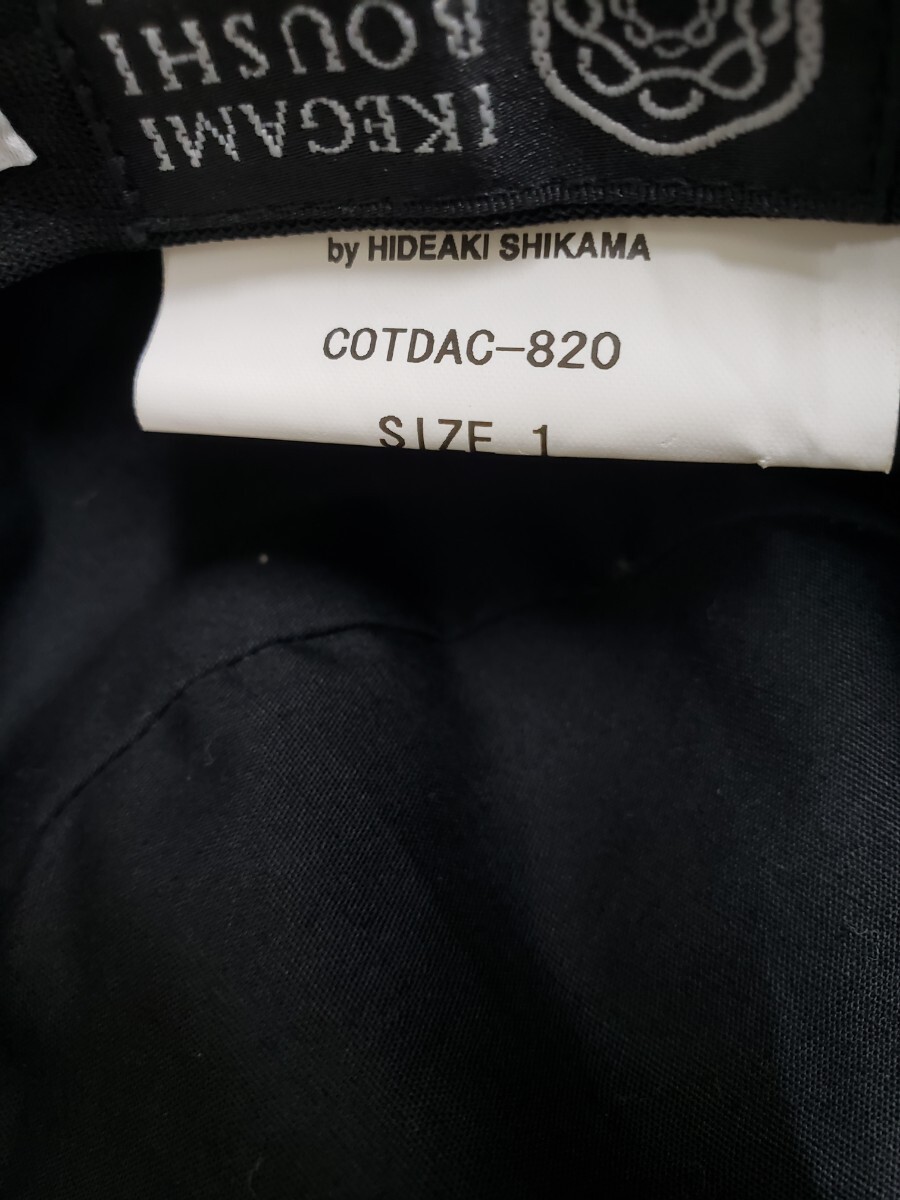 IKEGAMI
BOUSHI
by HIDEAKI SHIKAMA
COTDAC-820
SIZE 1